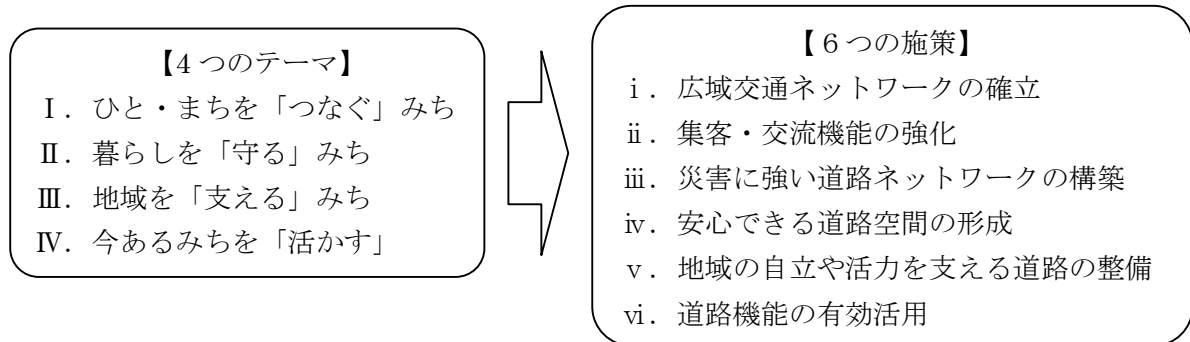 【4つのテーマ】
Ⅰ．ひと・まちを「つなぐ」みち
Ⅱ．暮らしを「守る」みち
Ⅲ．地域を「支える」みち
Ⅳ．今あるみちを「活かす」
【６つの施策】
ⅰ．広域交通ネットワークの確立
ⅱ．集客・交流機能の強化
ⅲ．災害に強い道路ネットワークの構築
ⅳ．安心できる道路空間の形成
ⅴ．地域の自立や活力を支える道路の整備
ⅵ．道路機能の有効活用